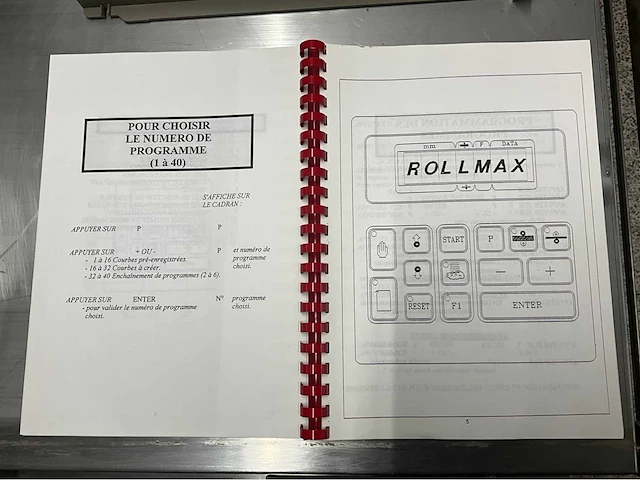 POUR CHOISIR
LE NUMERO DE
PROGRAMME
(1 à 40)
S'AFFICHE SUR
LE CADRAN :
APPUYER SUR P P
APPUYER SUR + OU - P et numéro de
- 1 à 16 Courbes pré-enregistrées. programme
- 16 à 32 Courbes à créer. choisi.
- 32 à 40 Enchaînement de programmes (2 à 6).
APPUYER SUR ENTER N° programme
- pour valider le numéro de programme choisi.
choisi.
mm P DATA
ROLLMAX
START P
- +
RESET F1 ENTER
5